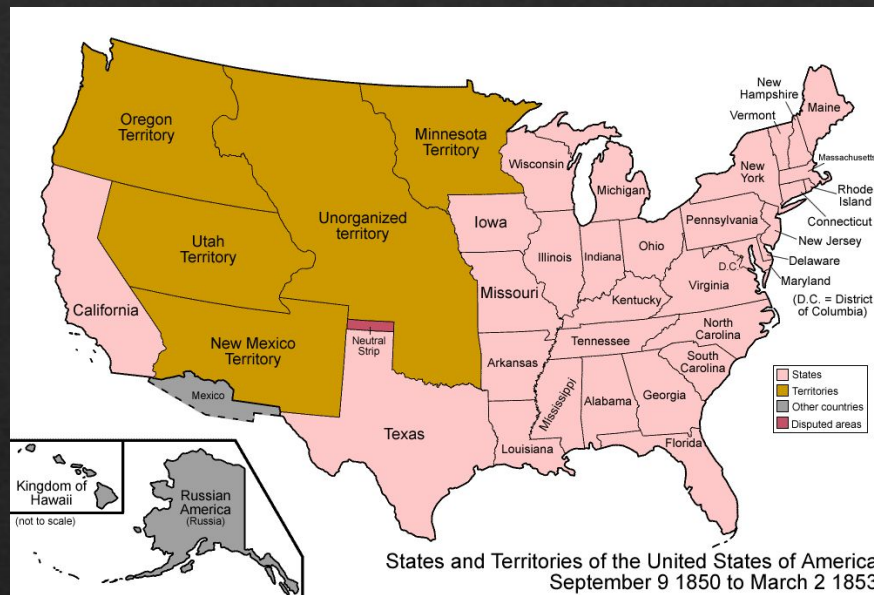 New
Hampshire
Vermont
Maine
Oregon
Territory
Minnesota
Territory
Massachusetts
Wisconsin
New
York
Michigan
Rhode
Island
Connecticut
Iowa
Pennsylvania
New Jersey
Unorganized
territory
Utah
Territory
Illinois
Indiana
Ohio
D.C.
Delaware
Maryland
(D.C. = District
of Columbia)
Missouri
Virginia
California
Kentucky
New Mexico
Territory
Neutral
Strip
Tennessee
North
Carolina
Arkansas
South
Carolina
Mexico
Mississippi
Alabama
Georgia
States
Territories
Other countries
Disputed areas
Texas
Louisiana
Florida
Kingdom of
Hawaii
(not to scale)
Russian
America
(Russia)
States and Territories of the United States of America
September 9 1850 to March 2 1853